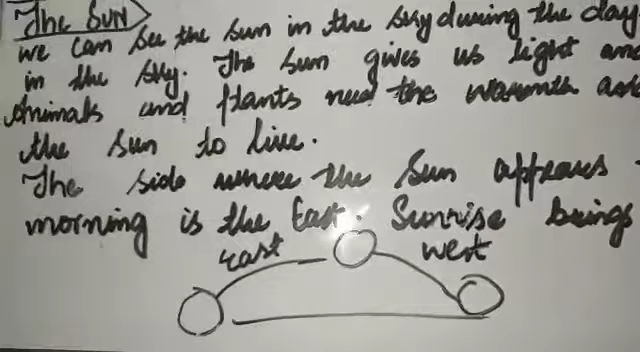 The Sun
we can see the sun in the sky during the day
in the sky. The Sun gives us light and
Animals and plants need the warmth and
the sun to live.
The side where the Sun appears
morning is the East. Sunrise brings
east
west